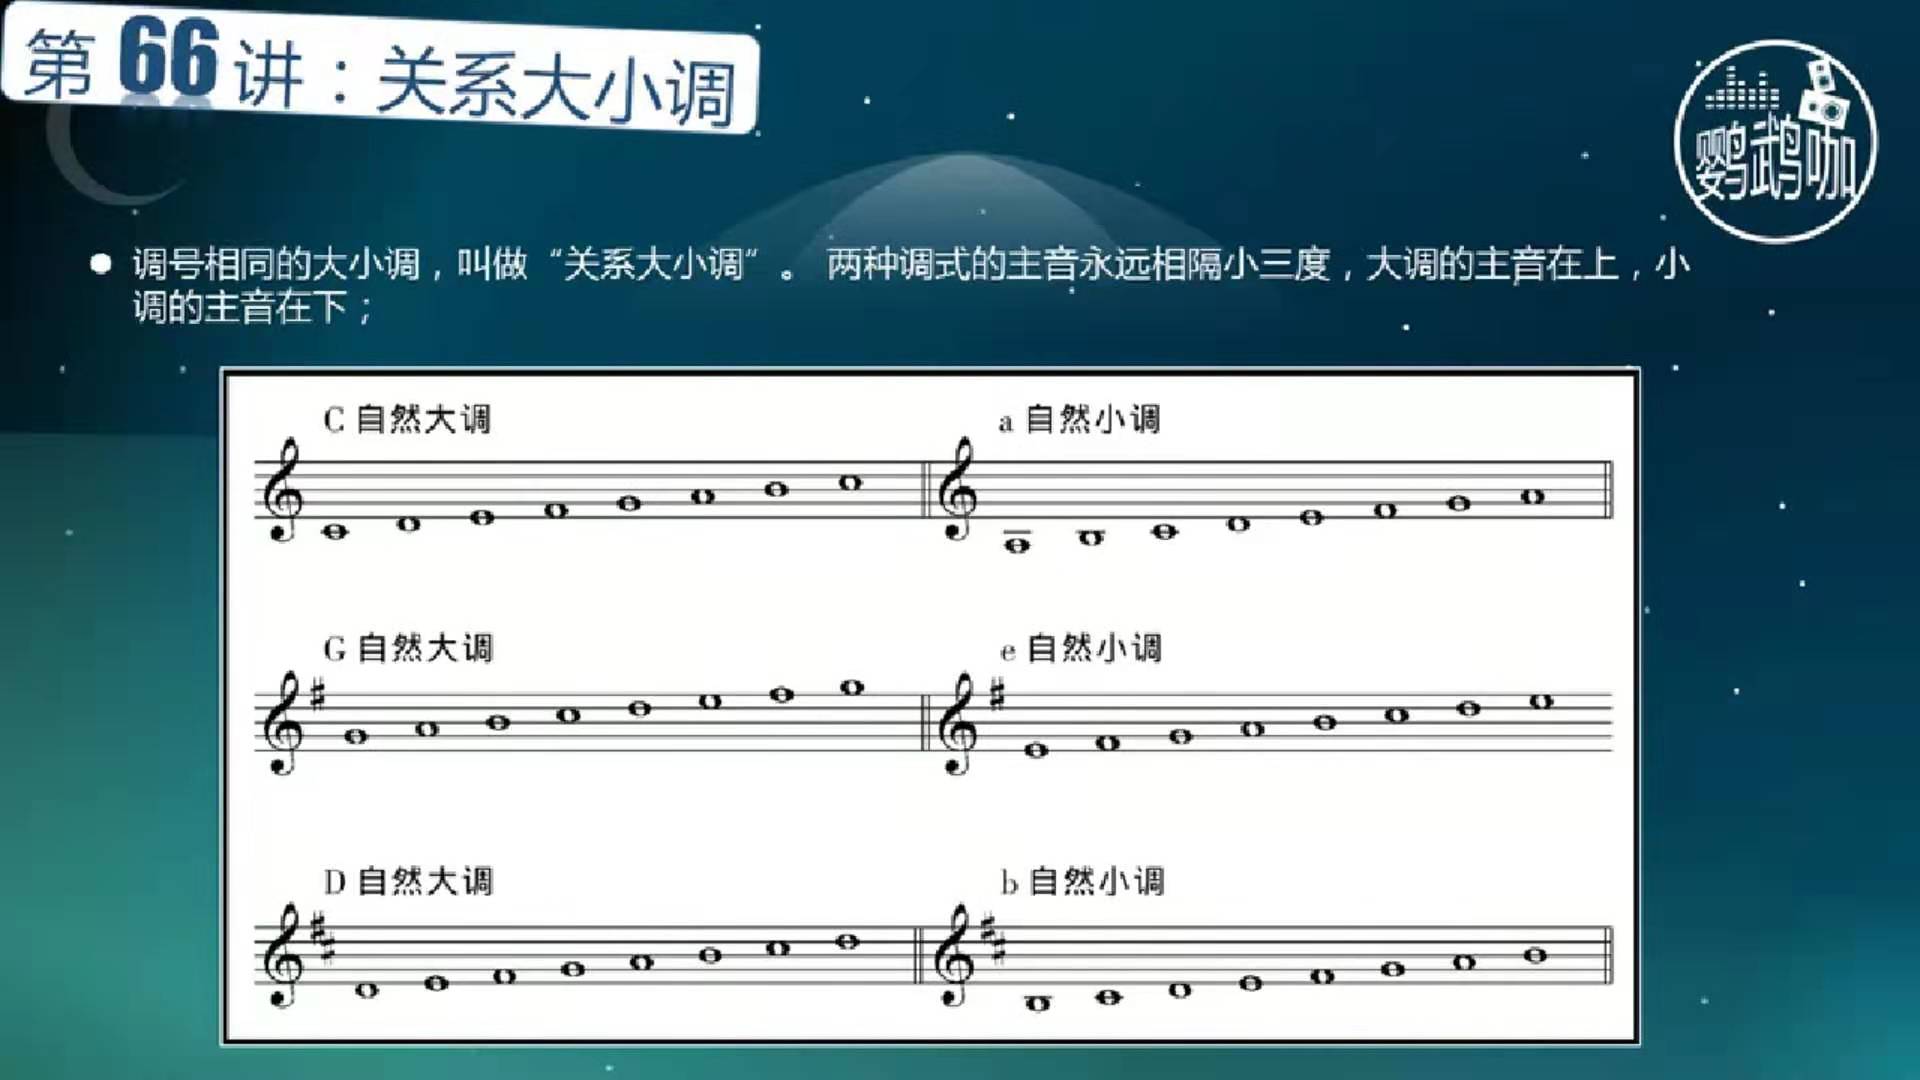 第66讲：关系大小调
鹦鹉咖
调号相同的大小调，叫做“关系大小调”。 两种调式的主音永远相隔小三度，大调的主音在上，小
调的主音在下；
C 自然大调
a 自然小调
G 自然大调
e 自然小调
D 自然大调
b 自然小调